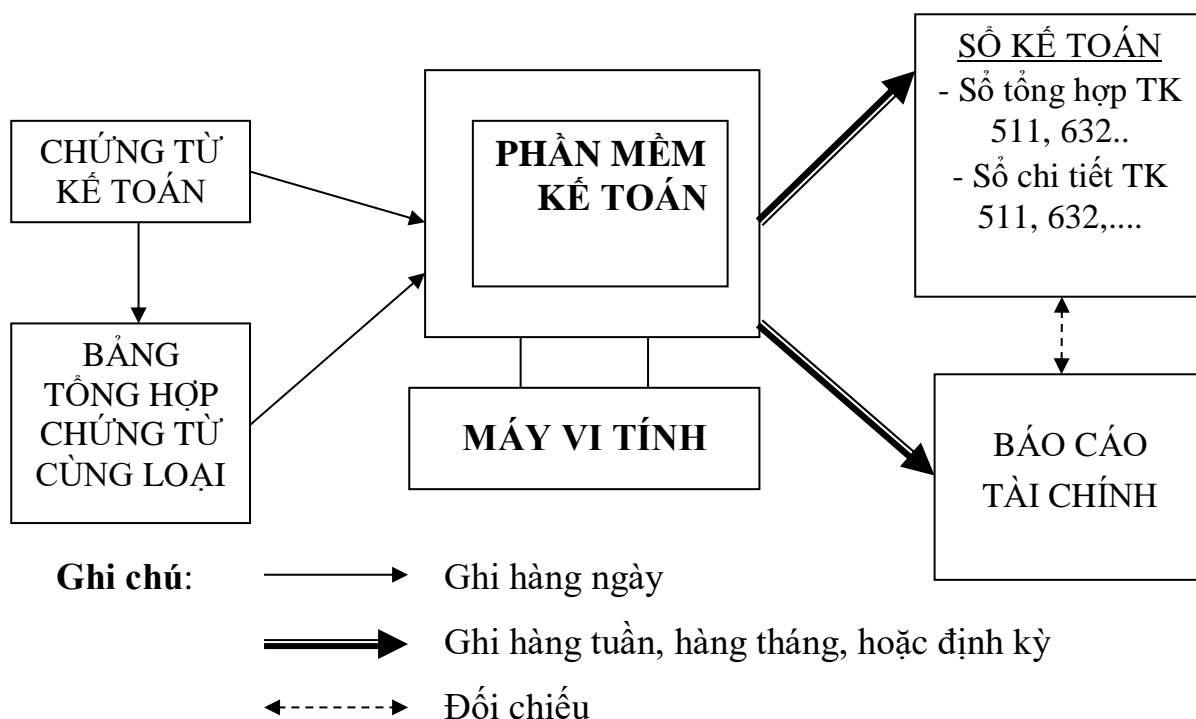 CHỨNG TỪ
KẾ TOÁN
BẢNG
TỔNG HỢP
CHỨNG TỪ
CÙNG LOẠI
PHẦN MỀM
KẾ TOÁN
MÁY VI TÍNH
SỔ KẾ TOÁN
- Sổ tổng hợp TK
511, 632..
- Sổ chi tiết TK
511, 632,....
BÁO CÁO
TÀI CHÍNH
Ghi chú:
Ghi hàng ngày
Ghi hàng tuần, hàng tháng, hoặc định kỳ
Đối chiếu